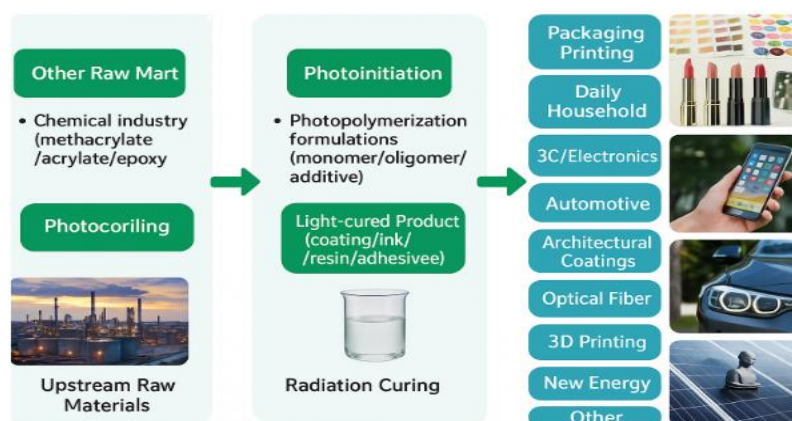 Other Raw Mart
• Chemical industry
(methacrylate
/acrylate/epoxy
Photocoriling
Upstream Raw
Materials
Photoinitiation
• Photopolymerization
formulations
(monomer/oligomer/
additive)
Light-cured Product
(coating/ink/
/resin/adhesivee)
Radiation Curing
Packaging
Printing
Daily
Household
3C/Electronics
Automotive
Architectural
Coatings
Optical Fiber
3D Printing
New Energy
Other